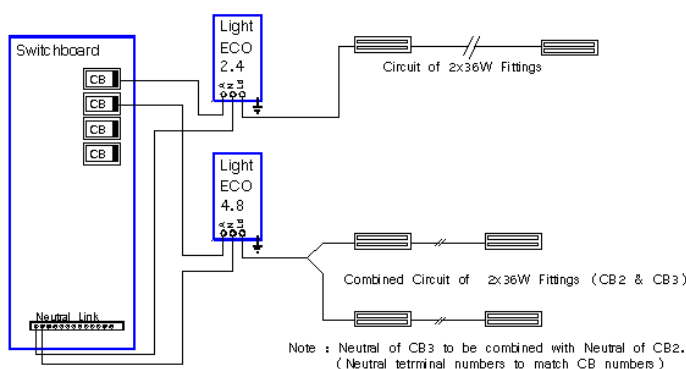 Switchboard
CB
CB
CB
CB
Light
ECO
2.4
A N Ld
Circuit of 2x36W Fittings
Light
ECO
4.8
A N Ld
Combined Circuit of 2x36W Fittings (CB2 & CB3)
Neutral Link
Note : Neutral of CB3 to be combined with Neutral of CB2.
( Neutral tetrminal numbers to match CB numbers )